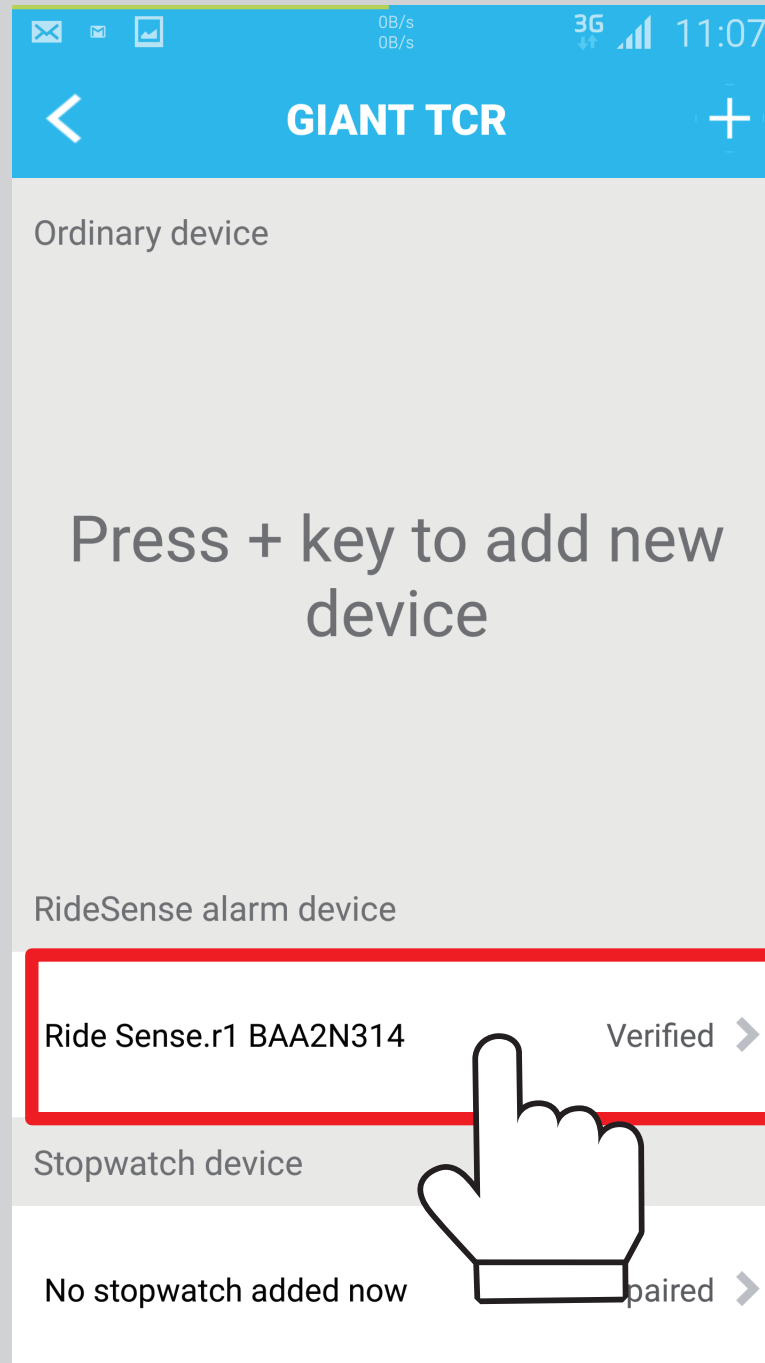 0B/s
0B/s
3G
11:07
GIANT TCR
Ordinary device
Press + key to add new
device
RideSense alarm device
Ride Sense.r1 BAA2N314
Verified
Stopwatch device
No stopwatch added now
paired